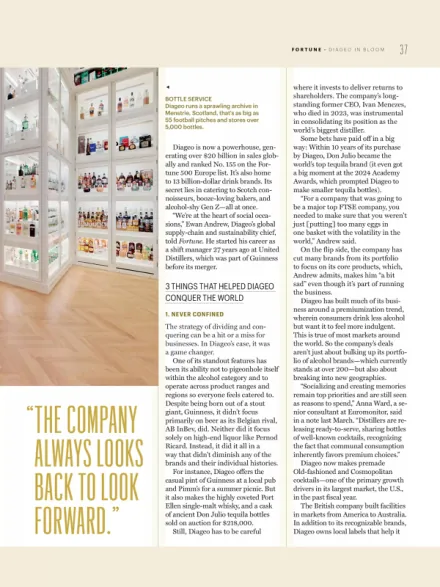 FORTUNE - DIAGEO IN BLOOM 37
BOTTLE SERVICE
Diageo runs a sprawling archive in
Menstrie, Scotland, that's as big as
55 football pitches and stores over
5,000 bottles.
Diageo is now a powerhouse, gen-
erating over $20 billion in sales glob-
ally and ranked No. 155 on the For-
tune 500 Europe list. It's also home
to 13 billion-dollar drink brands. Its
secret lies in catering to Scotch con-
noisseurs, booze-loving bakers, and
alcohol-shy Gen Z—all at once.
"We're at the heart of social occa-
sions," Ewan Andrew, Diageo's global
supply-chain and sustainability chief,
told Fortune. He started his career as
a shift manager 27 years ago at United
Distillers, which was part of Guinness
before its merger.
3 THINGS THAT HELPED DIAGEO
CONQUER THE WORLD
1. NEVER CONFINED
The strategy of dividing and con-
quering can be a hit or a miss for
businesses. In Diageo's case, it was
a game changer.
One of its standout features has
been its ability not to pigeonhole itself
within the alcohol category and to
operate across product ranges and
regions so everyone feels catered to.
Despite being born out of a stout
giant, Guinness, it didn't focus
primarily on beer as its Belgian rival,
AB InBev, did. Neither did it focus
solely on high-end liquor like Pernod
Ricard. Instead, it did it all in a
way that didn't diminish any of the
brands and their individual histories.
For instance, Diageo offers the
casual pint of Guinness at a local pub
and Pimm's for a summer picnic. But
it also makes the highly coveted Port
Ellen single-malt whisky, and a cask
of ancient Don Julio tequila bottles
sold on auction for $218,000.
Still, Diageo has to be careful
where it invests to deliver returns to
shareholders. The company's long-
standing former CEO, Ivan Menezes,
who died in 2023, was instrumental
in consolidating its position as the
world's biggest distiller.
Some bets have paid off in a big
way: Within 10 years of its purchase
by Diageo, Don Julio became the
world's top tequila brand (it even got
a big moment at the 2024 Academy
Awards, which prompted Diageo to
make smaller tequila bottles).
"For a company that was going to
be a major top FTSE company, you
needed to make sure that you weren't
just [putting] too many eggs in
one basket with the volatility in the
world," Andrew said.
On the flip side, the company has
cut many brands from its portfolio
to focus on its core products, which,
Andrew admits, makes him "a bit
sad" even though it's part of running
the business.
Diageo has built much of its busi-
ness around a premiumization trend,
wherein consumers drink less alcohol
but want it to feel more indulgent.
This is true of most markets around
the world. So the company's deals
aren't just about bulking up its portfo-
lio of alcohol brands—which currently
stands at over 200—but also about
breaking into new geographies.
"Socializing and creating memories
remain top priorities and are still seen
as reasons to spend," Anna Ward, a se-
nior consultant at Euromonitor, said
in a note last March. "Distillers are re-
leasing ready-to-serve, sharing bottles
of well-known cocktails, recognizing
the fact that communal consumption
inherently favors premium choices."
Diageo now makes premade
Old-fashioned and Cosmopolitan
cocktails—one of the primary growth
drivers in its largest market, the U.S.,
in the past fiscal year.
The British company built facilities
in markets from America to Australia.
In addition to its recognizable brands,
Diageo owns local labels that help it
"THE COMPANY
ALWAYS LOOKS
BACK TO LOOK
FORWARD."